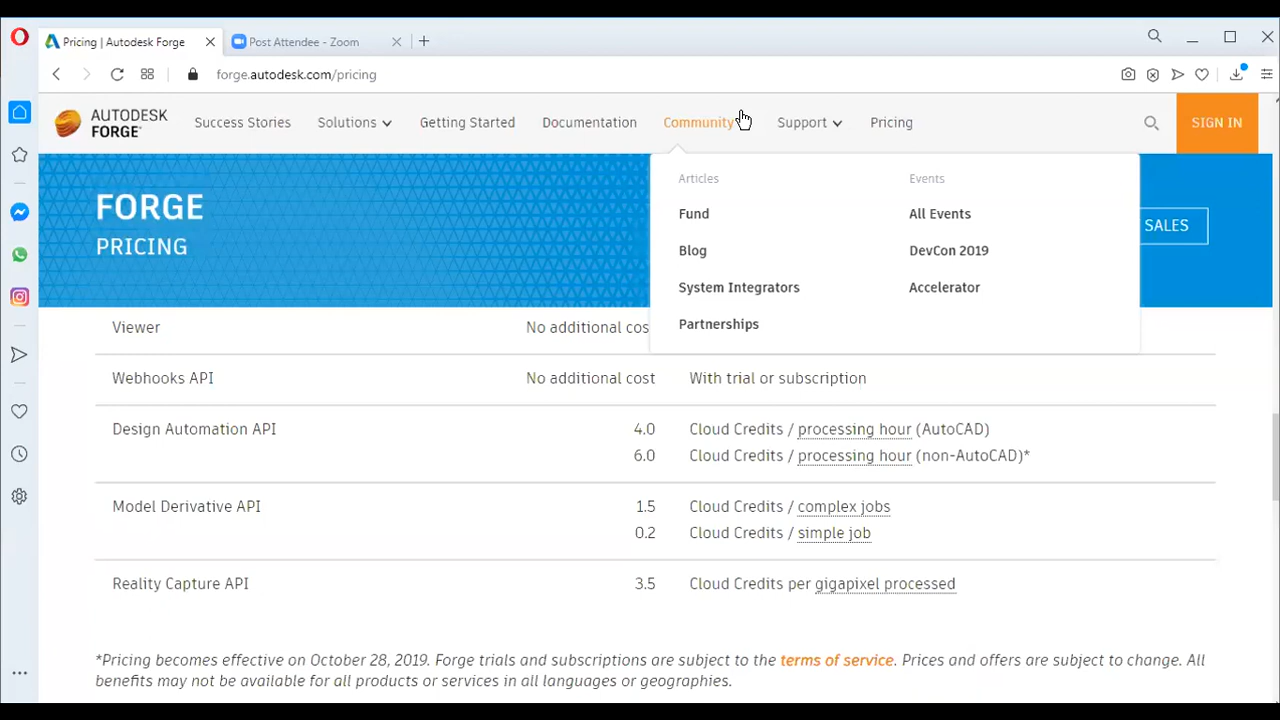 Pricing | Autodesk Forge
Post Attendee - Zoom
forge.autodesk.com/pricing
AUTODESK
FORGE
Success Stories
Solutions
Getting Started
Documentation
Community
Support
Pricing
SIGN IN
FORGE
PRICING
SALES
Articles
Fund
Blog
System Integrators
Partnerships
Events
All Events
DevCon 2019
Accelerator
Viewer No additional cost
Webhooks API No additional cost With trial or subscription
Design Automation API 4.0 Cloud Credits / processing hour (AutoCAD)
6.0 Cloud Credits / processing hour (non-AutoCAD)*
Model Derivative API 1.5 Cloud Credits / complex jobs
0.2 Cloud Credits / simple job
Reality Capture API 3.5 Cloud Credits per gigapixel processed
*Pricing becomes effective on October 28, 2019. Forge trials and subscriptions are subject to the terms of service. Prices and offers are subject to change. All
benefits may not be available for all products or services in all languages or geographies.